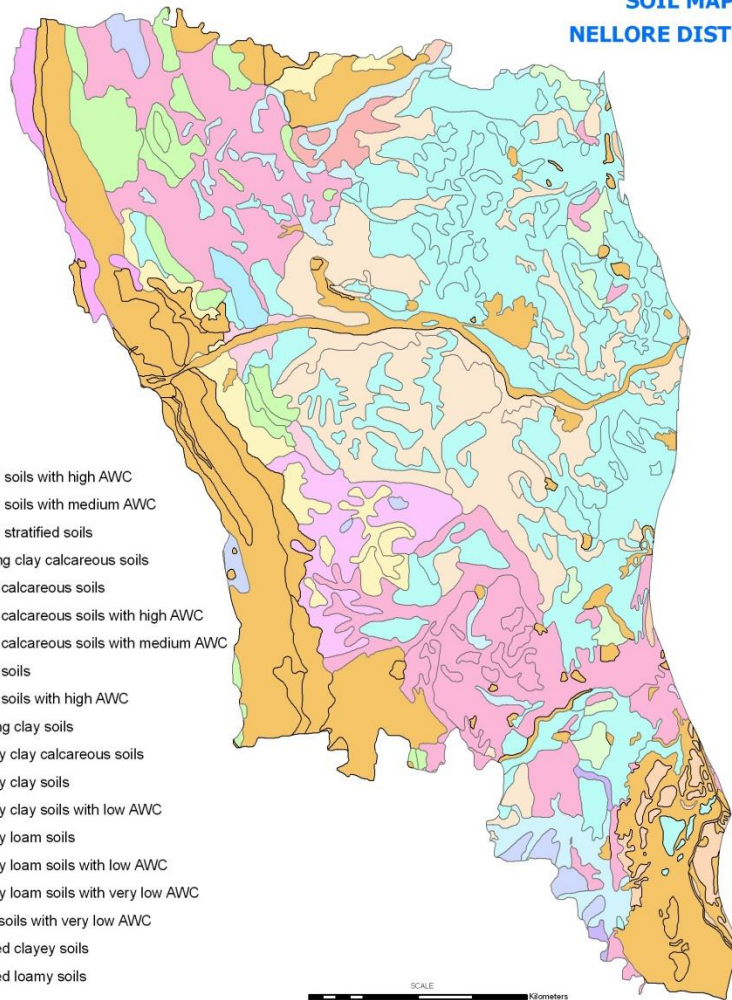 SOIL MAP
NELLORE DIST
soils with high AWC
soils with medium AWC
stratified soils
ng clay calcareous soils
calcareous soils
calcareous soils with high AWC
calcareous soils with medium AWC
soils
soils with high AWC
ng clay soils
y clay calcareous soils
y clay soils
y clay soils with low AWC
y loam soils
y loam soils with low AWC
y loam soils with very low AWC
soils with very low AWC
ed clayey soils
ed loamy soils
SCALE
Kilometers